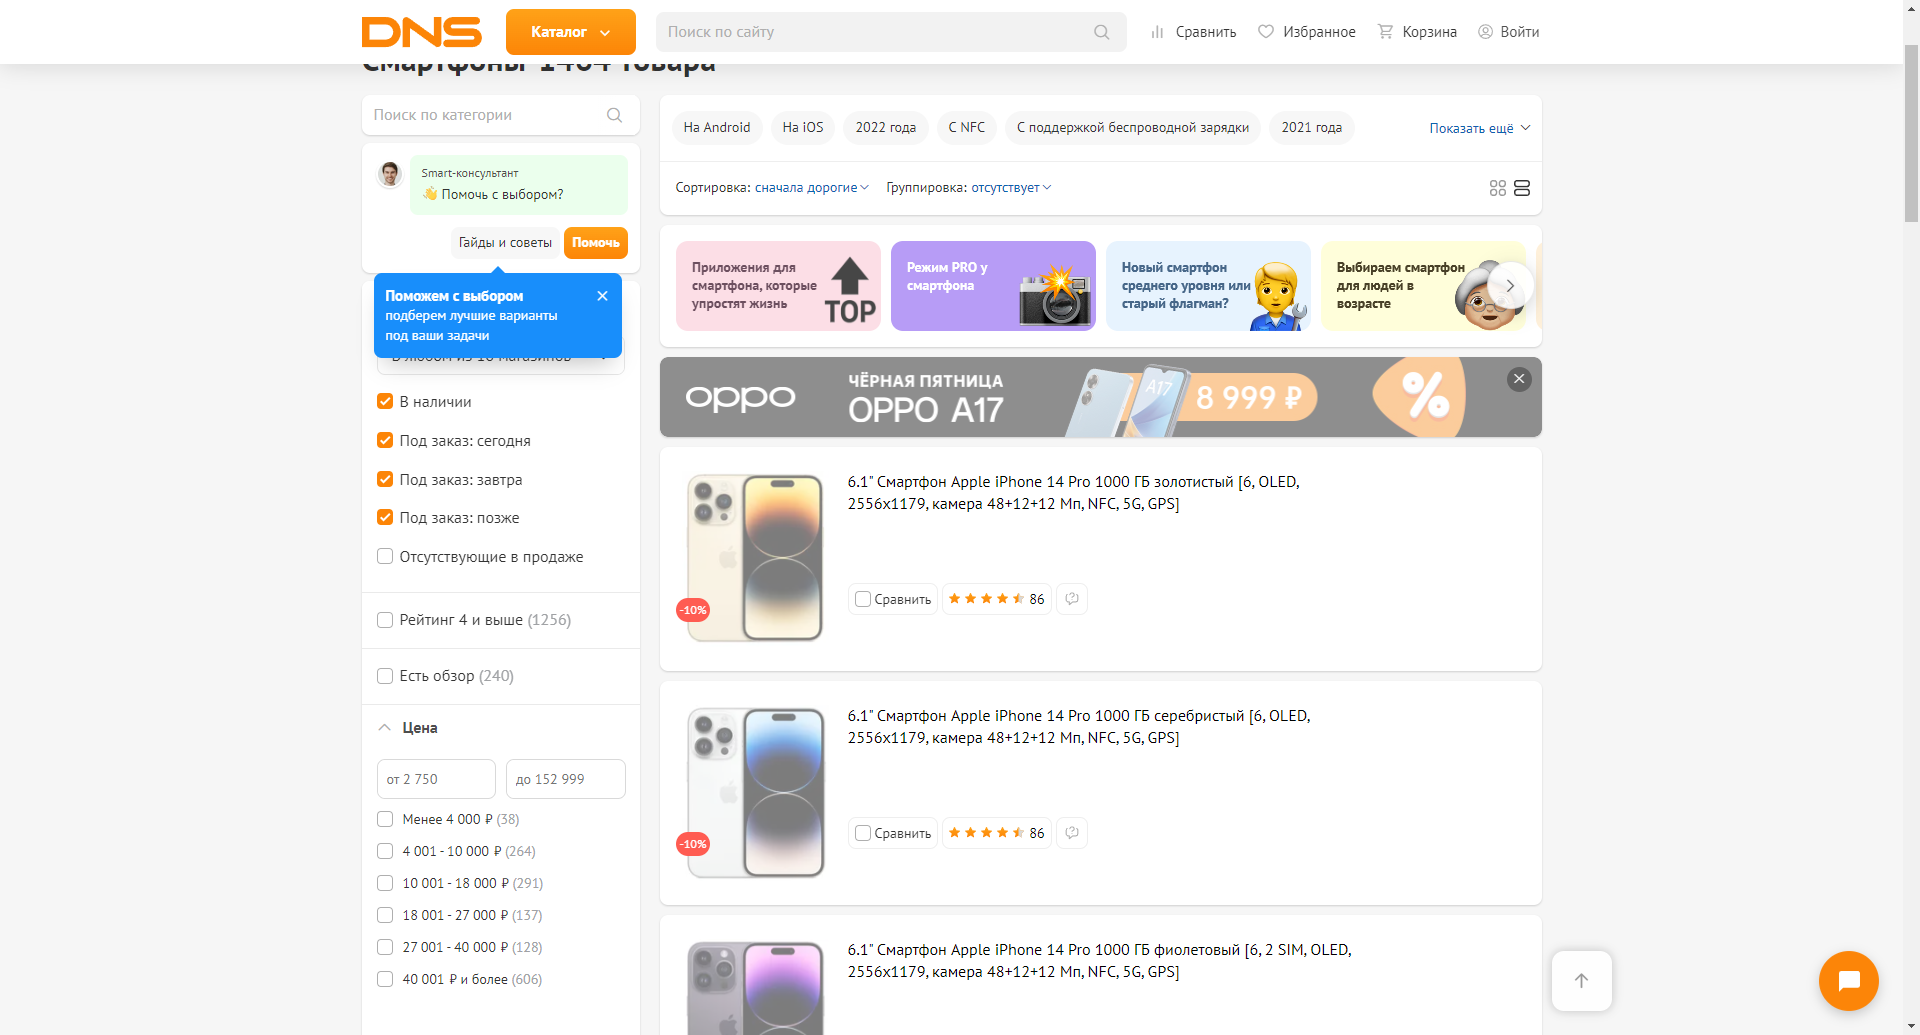 DNS
Каталог
Поиск по сайту
Сравнить
Избранное
Корзина
Войти
Смартфоны 1464 товара
Поиск по категории
Smart-консультант
👋 Помочь с выбором?
Гайды и советы
Помочь
Поможем с выбором
подберем лучшие варианты
под ваши задачи
В наличии
Под заказ: сегодня
Под заказ: завтра
Под заказ: позже
Отсутствующие в продаже
Рейтинг 4 и выше (1256)
Есть обзор (240)
Цена
от 2 750
до 152 999
Менее 4 000 ₽ (38)
4 001 - 10 000 ₽ (264)
10 001 - 18 000 ₽ (291)
18 001 - 27 000 ₽ (137)
27 001 - 40 000 ₽ (128)
40 001 ₽ и более (606)
На Android
На iOS
2022 года
С NFC
С поддержкой беспроводной зарядки
2021 года
Показать ещё
Сортировка: сначала дорогие
Группировка: отсутствует
Приложения для
смартфона, которые
упростят жизнь
TOP
Режим PRO у
смартфона
Новый смартфон
среднего уровня или
старый флагман?
Выбираем смартфон
для людей в
возрасте
oppo
ЧЁРНАЯ ПЯТНИЦА
OPPO A17
A17
8 999 ₽
%
6.1" Смартфон Apple iPhone 14 Pro 1000 ГБ золотистый [6, OLED,
2556x1179, камера 48+12+12 Мп, NFC, 5G, GPS]
-10%
Сравнить
86
6.1" Смартфон Apple iPhone 14 Pro 1000 ГБ серебристый [6, OLED,
2556x1179, камера 48+12+12 Мп, NFC, 5G, GPS]
-10%
Сравнить
86
6.1" Смартфон Apple iPhone 14 Pro 1000 ГБ фиолетовый [6, 2 SIM, OLED,
2556x1179, камера 48+12+12 Мп, NFC, 5G, GPS]